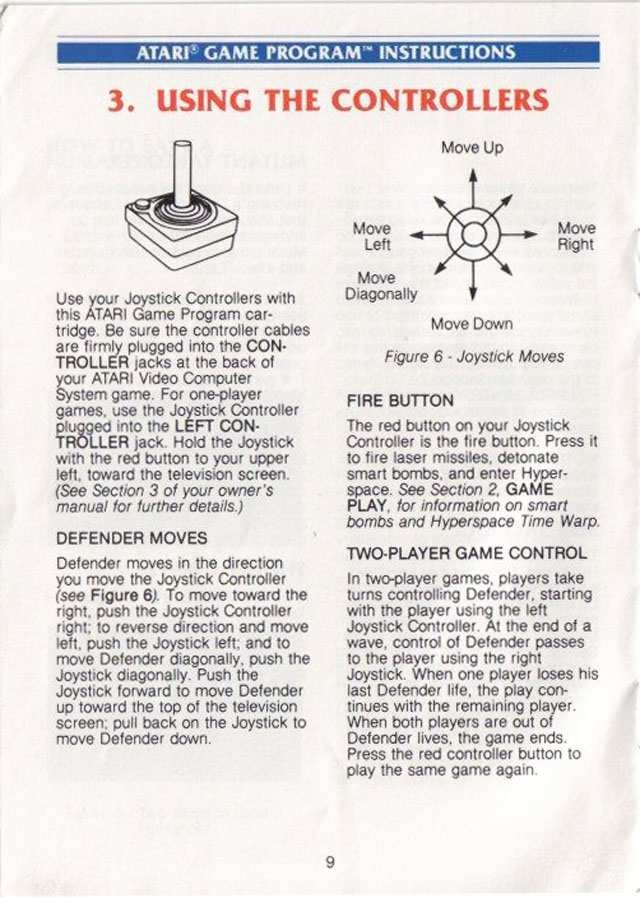 ATARI® GAME PROGRAM™ INSTRUCTIONS
3. USING THE CONTROLLERS
Use your Joystick Controllers with
this ATARI Game Program car-
tridge. Be sure the controller cables
are firmly plugged into the CON-
TROLLER jacks at the back of
your ATARI Video Computer
System game. For one-player
games, use the Joystick Controller
plugged into the LEFT CON-
TROLLER jack. Hold the Joystick
with the red button to your upper
left, toward the television screen.
(See Section 3 of your owner's
manual for further details.)
DEFENDER MOVES
Defender moves in the direction
you move the Joystick Controller
(see Figure 6). To move toward the
right, push the Joystick Controller
right; to reverse direction and move
left, push the Joystick left; and to
move Defender diagonally, push the
Joystick diagonally. Push the
Joystick forward to move Defender
up toward the top of the television
screen; pull back on the Joystick to
move Defender down.
Move Up
Move
Left
Move
Right
Move
Diagonally
Move Down
Figure 6 - Joystick Moves
FIRE BUTTON
The red button on your Joystick
Controller is the fire button. Press it
to fire laser missiles, detonate
smart bombs, and enter Hyper-
space. See Section 2, GAME
PLAY, for information on smart
bombs and Hyperspace Time Warp.
TWO-PLAYER GAME CONTROL
In two-player games, players take
turns controlling Defender, starting
with the player using the left
Joystick Controller. At the end of a
wave, control of Defender passes
to the player using the right
Joystick. When one player loses his
last Defender life, the play con-
tinues with the remaining player.
When both players are out of
Defender lives, the game ends.
Press the red controller button to
play the same game again.
9